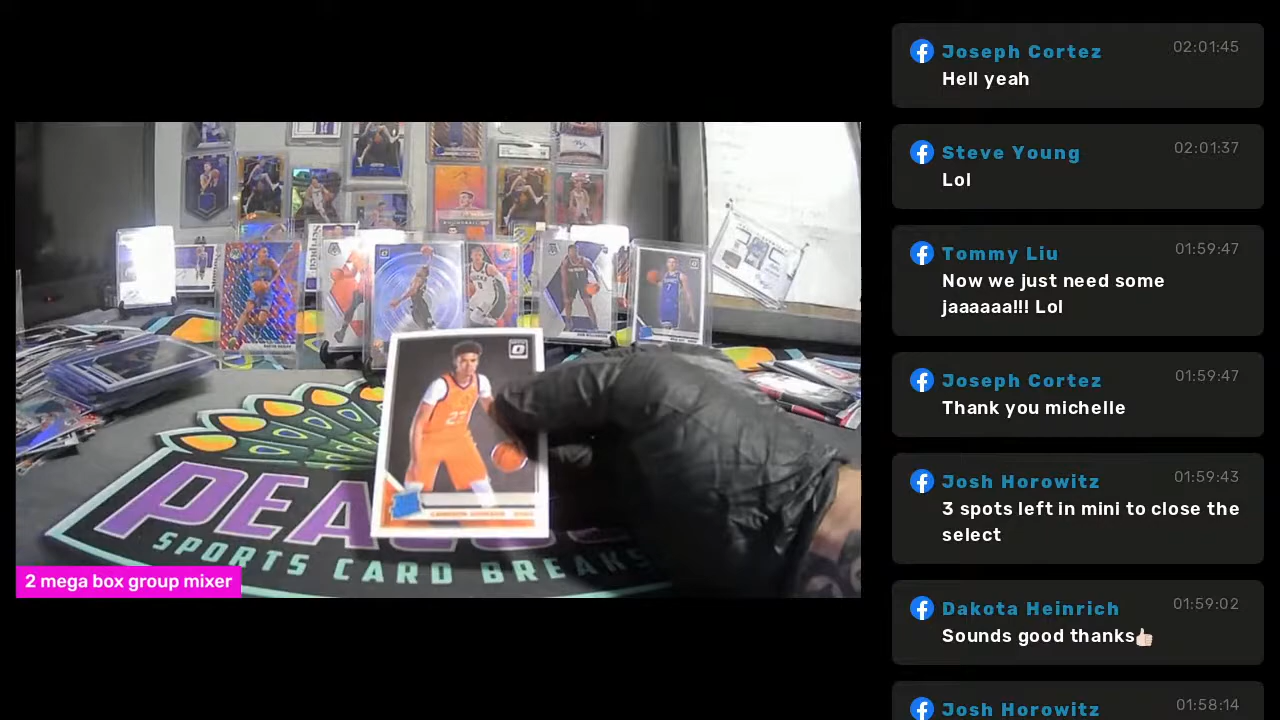 PEAC
SPORTS CARD BREAKS
23
2 mega box group mixer
Joseph Cortez
02:01:45
Hell yeah
Steve Young
02:01:37
Lol
Tommy Liu
01:59:47
Now we just need some
jaaaaaa!!! Lol
Joseph Cortez
01:59:47
Thank you michelle
Josh Horowitz
01:59:43
3 spots left in mini to close the
select
Dakota Heinrich
01:59:02
Sounds good thanks👍🏻
Josh Horowitz
01:58:14